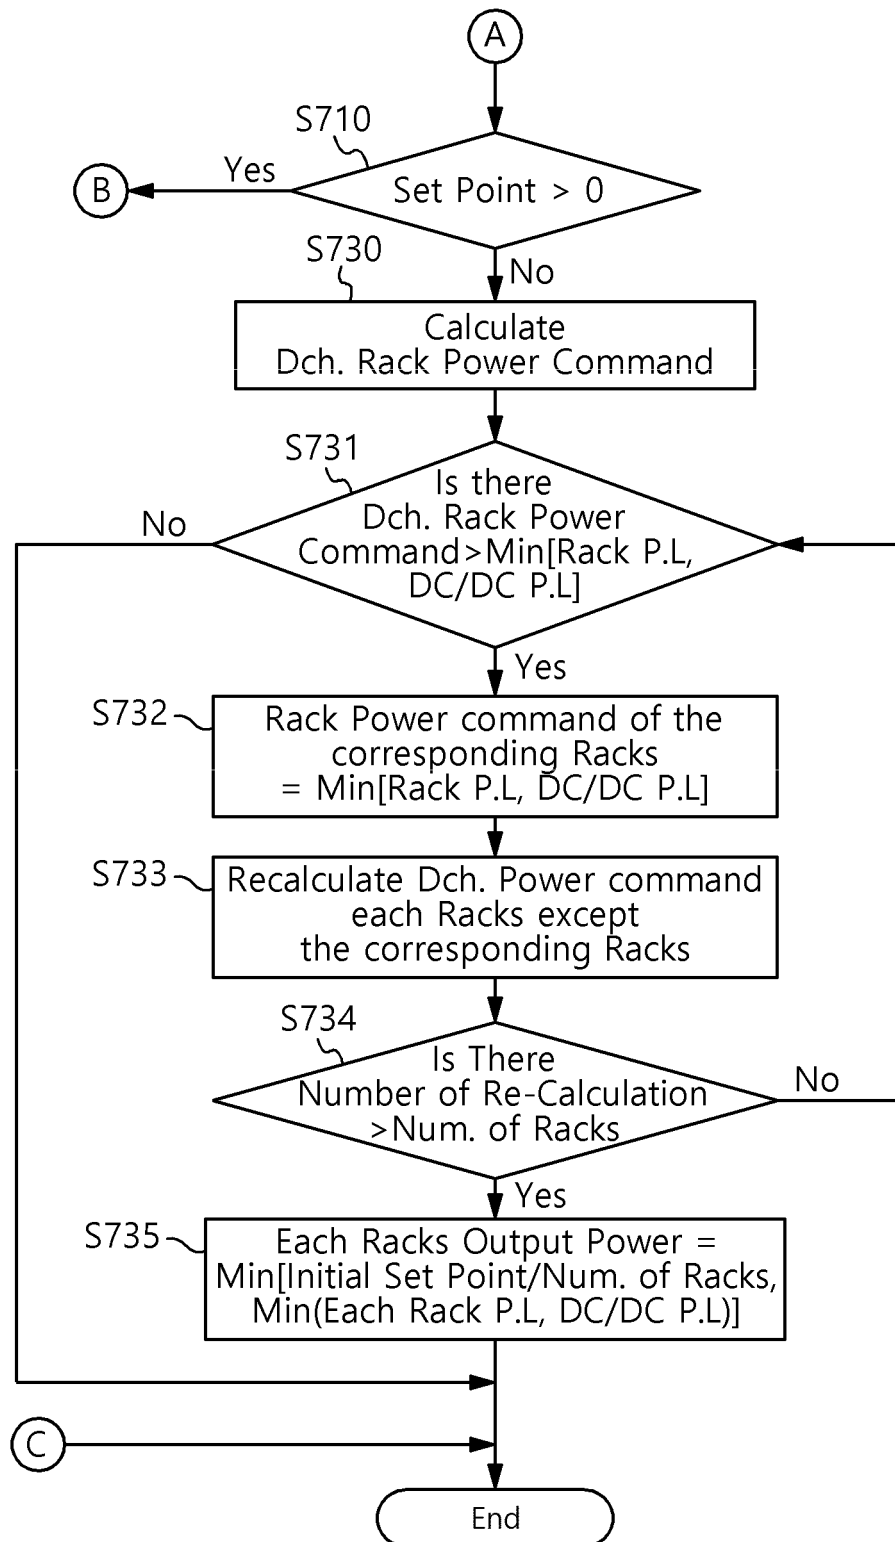 A
S710
Yes
B
Set Point > 0
S730
No
Calculate
Dch. Rack Power Command
S731
Is there
Dch. Rack Power
Command>Min[Rack P.L,
DC/DC P.L]
No
Yes
S732
Rack Power command of the
corresponding Racks
= Min[Rack P.L, DC/DC P.L]
S733
Recalculate Dch. Power command
each Racks except
the corresponding Racks
S734
Is There
Number of Re-Calculation
>Num. of Racks
No
Yes
S735
Each Racks Output Power =
Min[Initial Set Point/Num. of Racks,
Min(Each Rack P.L, DC/DC P.L)]
C
End